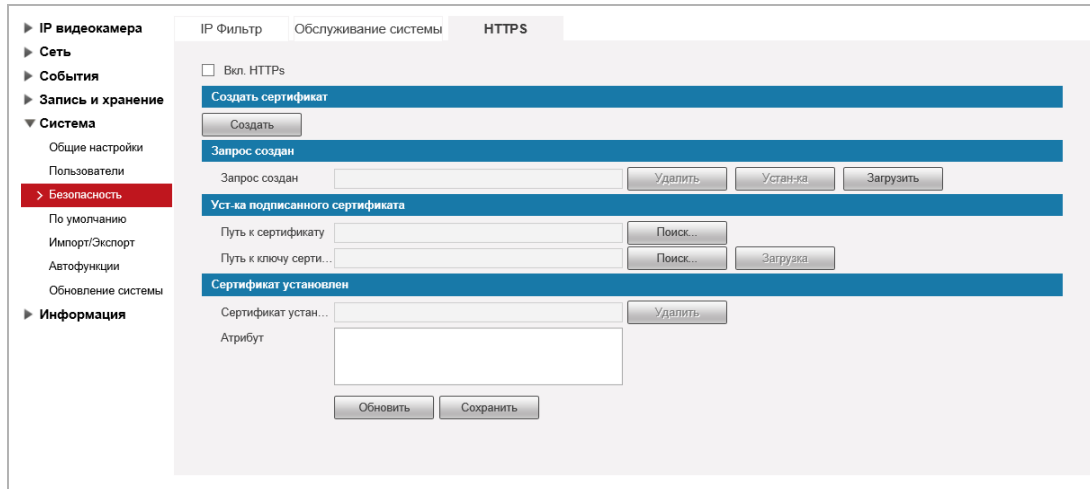 IP видеокамера
Сеть
События
Запись и хранение
Система
Общие настройки
Пользователи
Безопасность
По умолчанию
Импорт/Экспорт
Автофункции
Обновление системы
Информация
IP Фильтр Обслуживание системы HTTPS
Вкл. HTTPs
Создать сертификат
Создать
Запрос создан
Запрос создан Удалить Устан-ка Загрузить
Уст-ка подписанного сертификата
Путь к сертификату Поиск...
Путь к ключу серти... Поиск... Загрузка
Сертификат установлен
Сертификат устан... Удалить
Атрибут
Обновить Сохранить